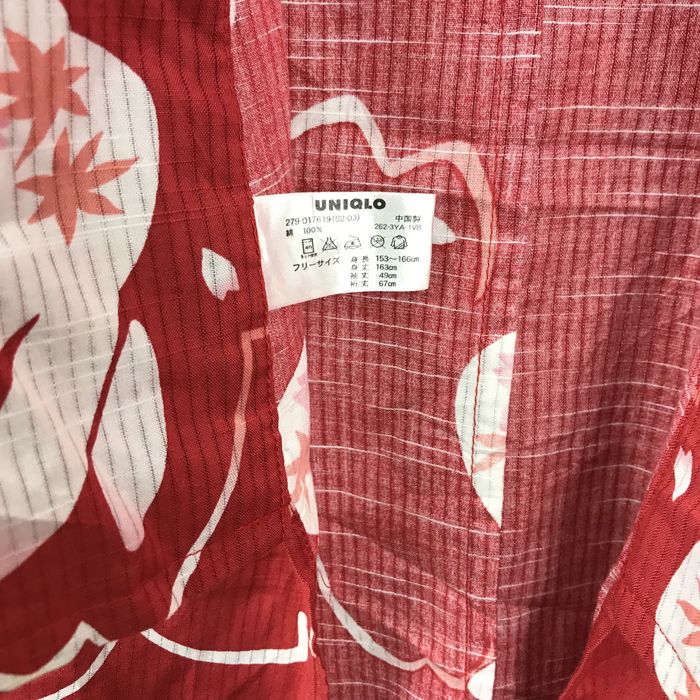 UNIQLO
279-017619(52-03) 中国製
綿 100% 262-3YA-1VB
フリーサイズ 身長 153～166cm
身丈 163cm
袖丈 49cm
裄丈 67cm